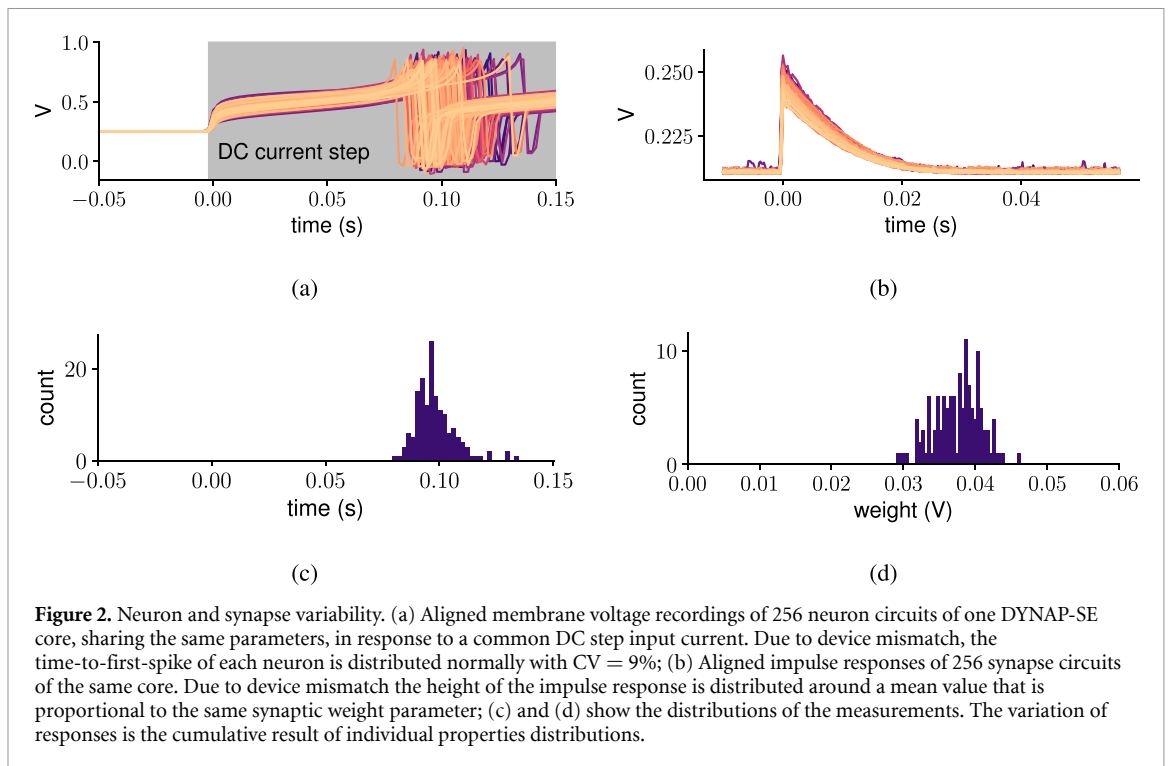 1.0
0.5
0.0
V
DC current step
−0.05
0.00
0.05
0.10
0.15
time (s)
(a)
0.250
0.225
V
0.00
0.02
0.04
time (s)
(b)
20
0
count
−0.05
0.00
0.05
0.10
0.15
time (s)
(c)
10
0
count
0.00
0.01
0.02
0.03
0.04
0.05
0.06
weight (V)
(d)
Figure 2. Neuron and synapse variability. (a) Aligned membrane voltage recordings of 256 neuron circuits of one DYNAP-SE
core, sharing the same parameters, in response to a common DC step input current. Due to device mismatch, the
time-to-first-spike of each neuron is distributed normally with CV = 9%; (b) Aligned impulse responses of 256 synapse circuits
of the same core. Due to device mismatch the height of the impulse response is distributed around a mean value that is
proportional to the same synaptic weight parameter; (c) and (d) show the distributions of the measurements. The variation of
responses is the cumulative result of individual properties distributions.